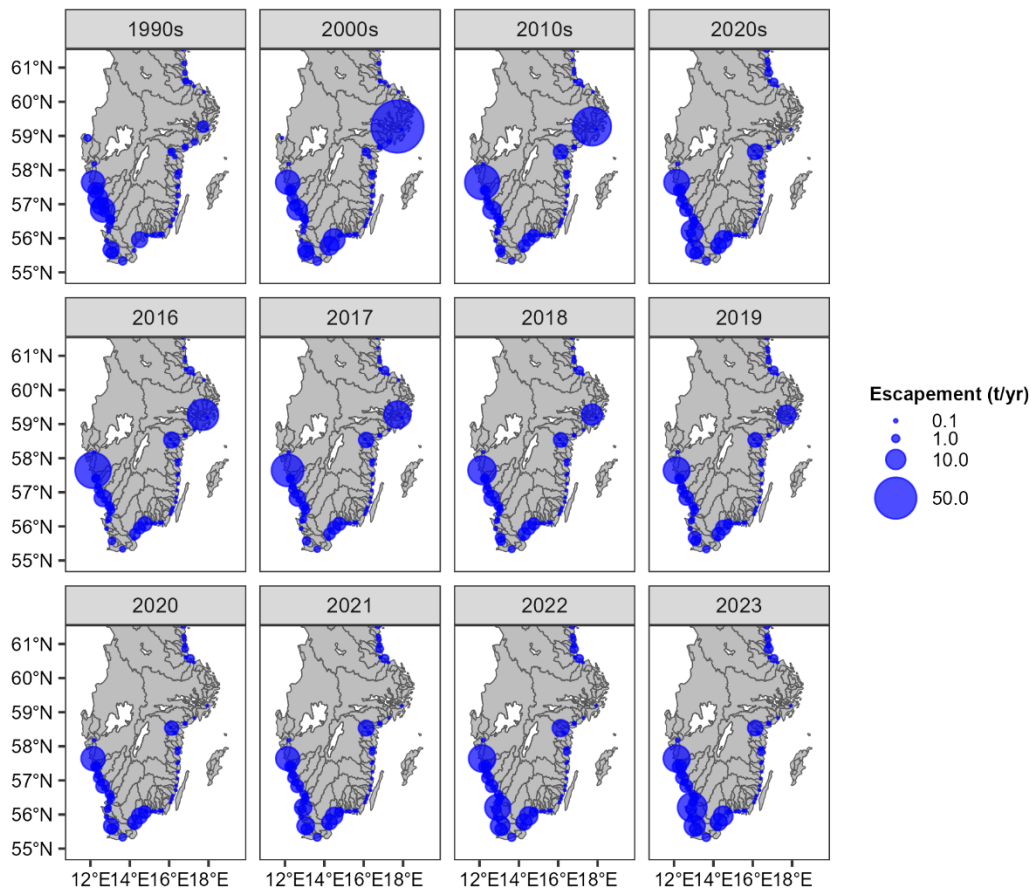 1990s 2000s 2010s 2020s
61°N
60°N
59°N
58°N
57°N
56°N
55°N
2016 2017 2018 2019
61°N
60°N
59°N
58°N
57°N
56°N
55°N
Escapement (t/yr)
0.1
1.0
10.0
50.0
2020 2021 2022 2023
61°N
60°N
59°N
58°N
57°N
56°N
55°N
12°E14°E16°E18°E 12°E14°E16°E18°E 12°E14°E16°E18°E 12°E14°E16°E18°E